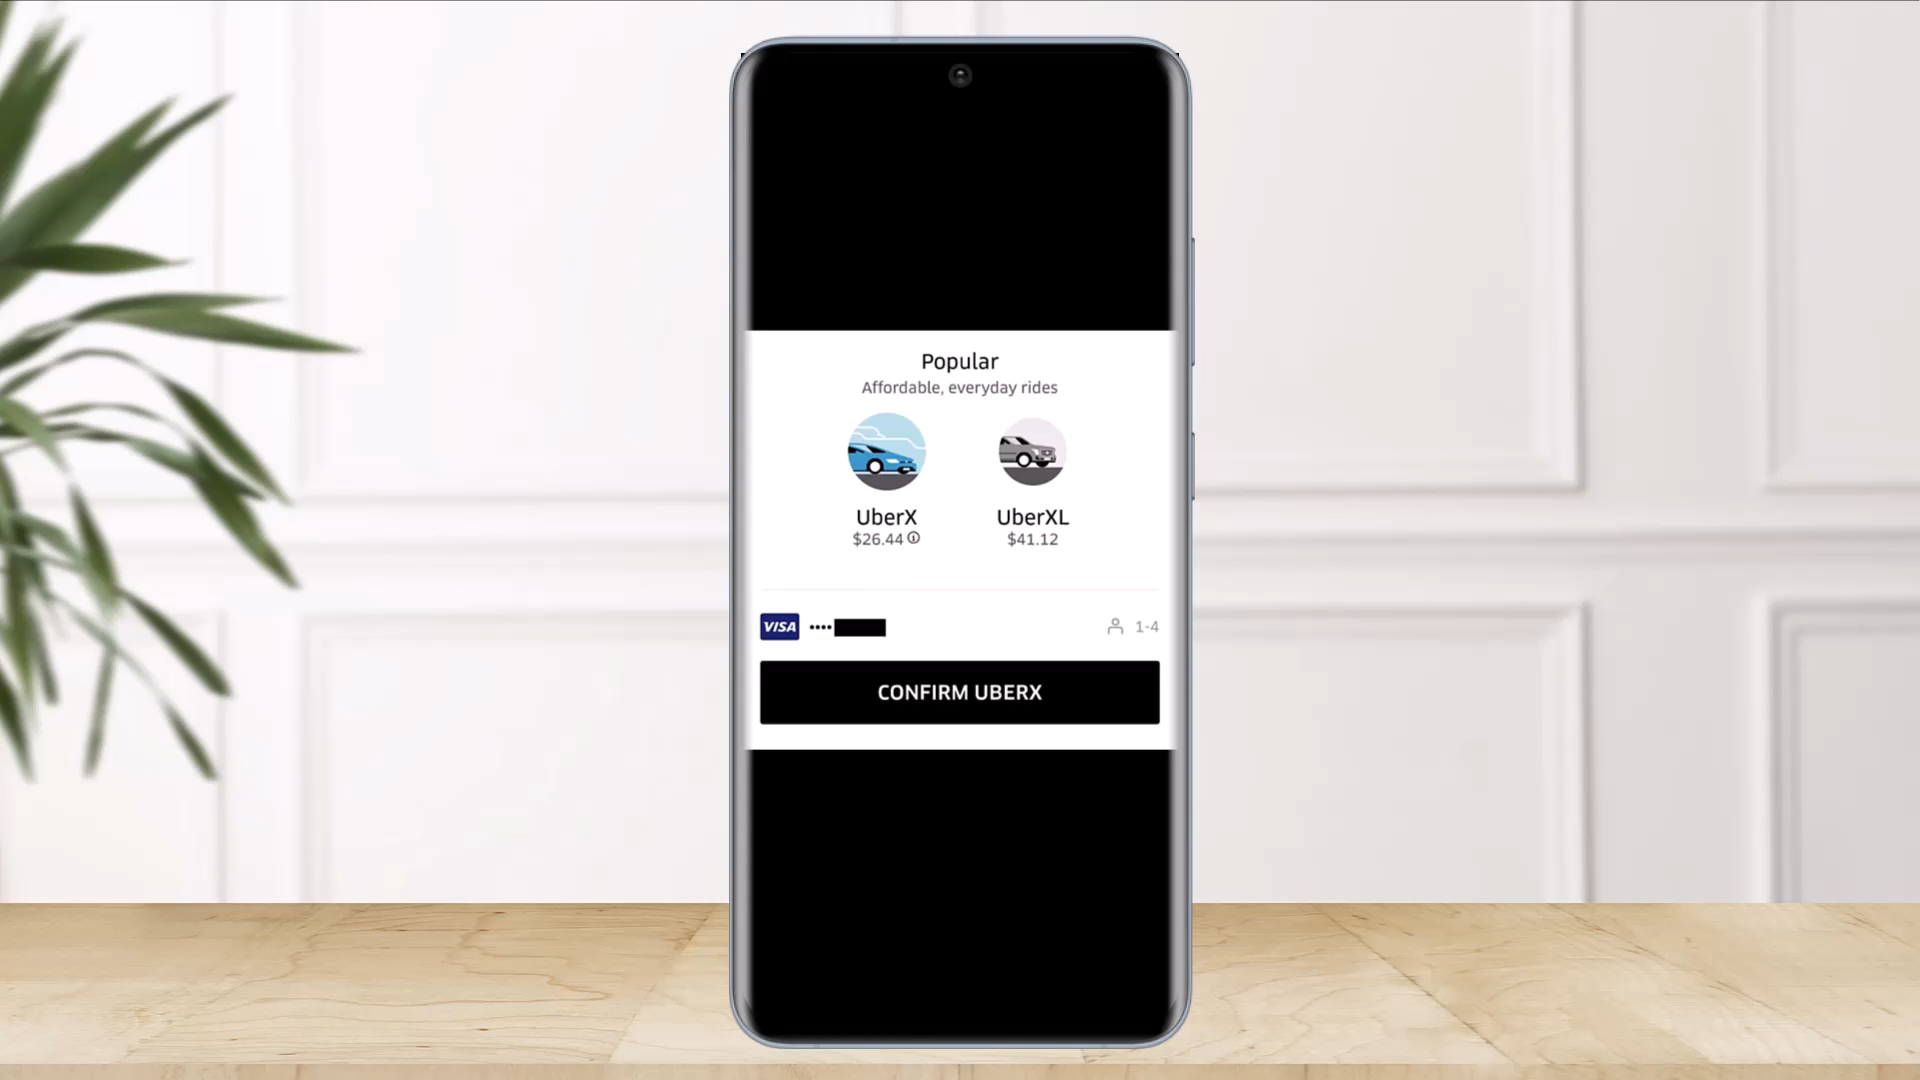 Popular
Affordable, everyday rides
UberX UberXL
$26.44 $41.12
VISA •••• 1-4
CONFIRM UBERX